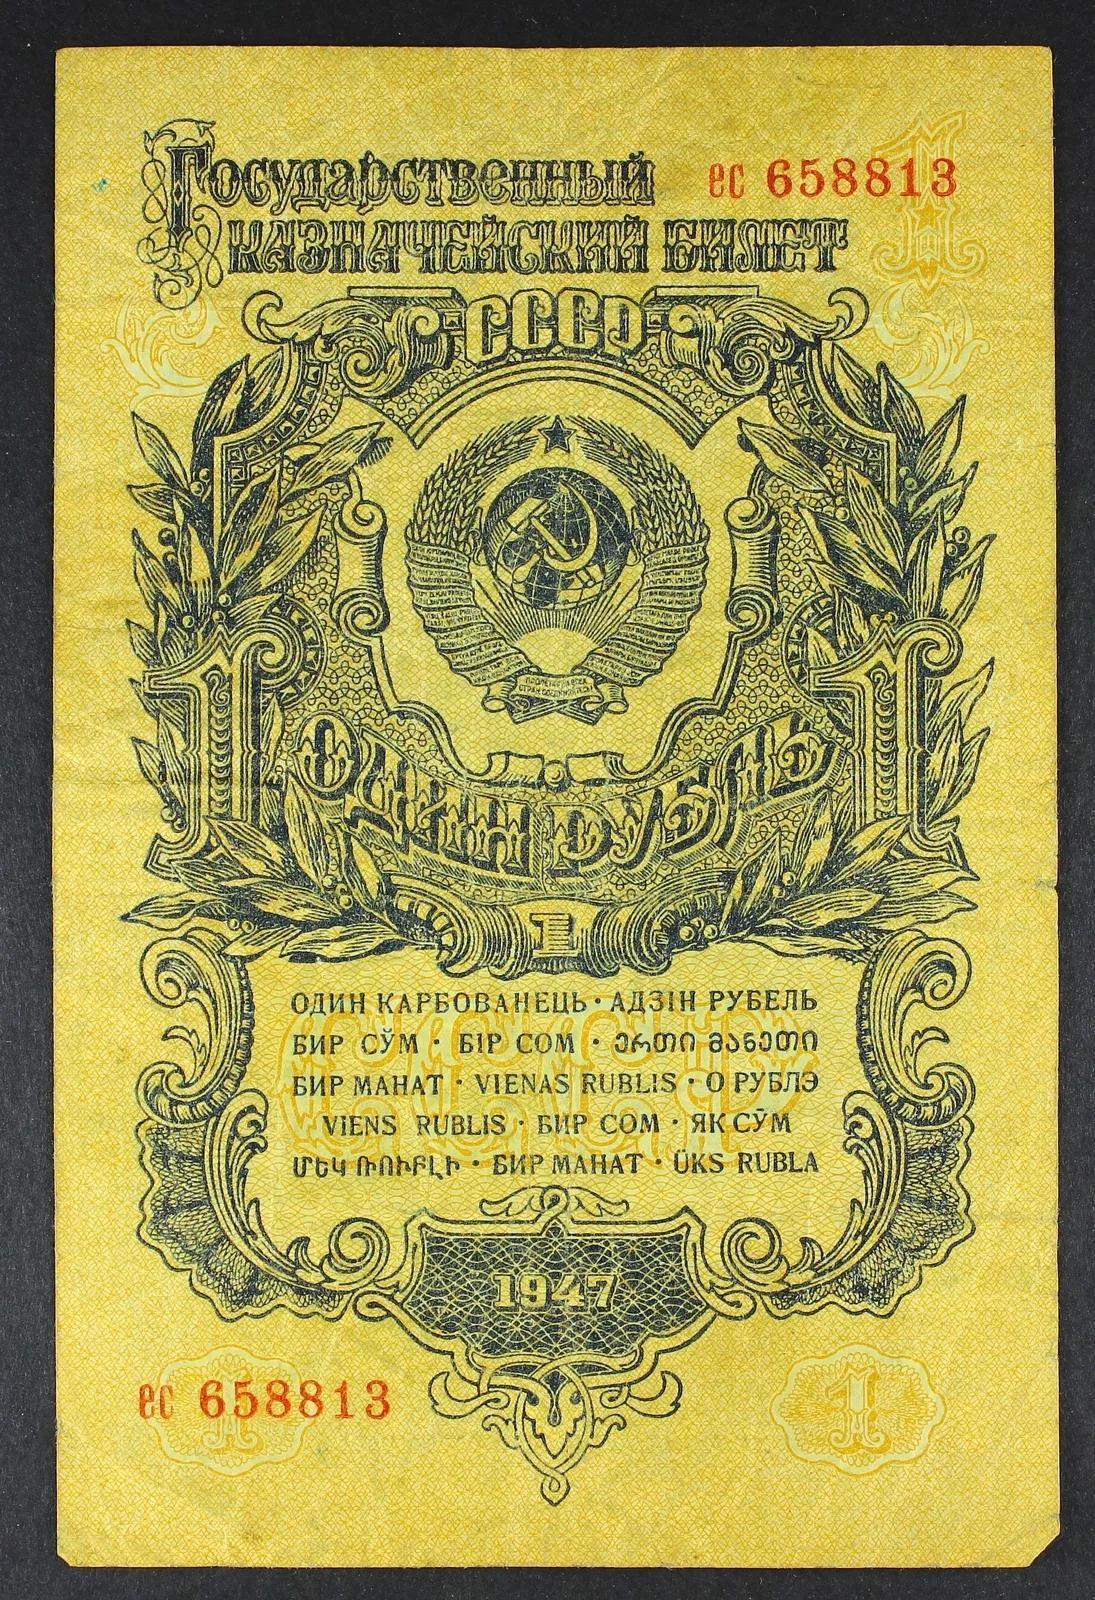 Государственный ес 658813
казначейский билет
СССР
1 1
ОДИН РУБЛЬ
1
ОДИН КАРБОВАНЕЦЬ · АДЗІН РУБЕЛЬ
БИР СЎМ · БІР СОМ · ᲔᲠᲗᲘ ᲛᲐᲜᲔᲗᲘ
БИР МАНАТ · VIENAS RUBLIS · О РУБЛЭ
VIENS RUBLIS · БИР СОМ · ЯК СӮМ
ՄԵԿ ՌՈՒԲԼԻ · БИР МАНАТ · ÜKS RUBLA
1947
ес 658813 1